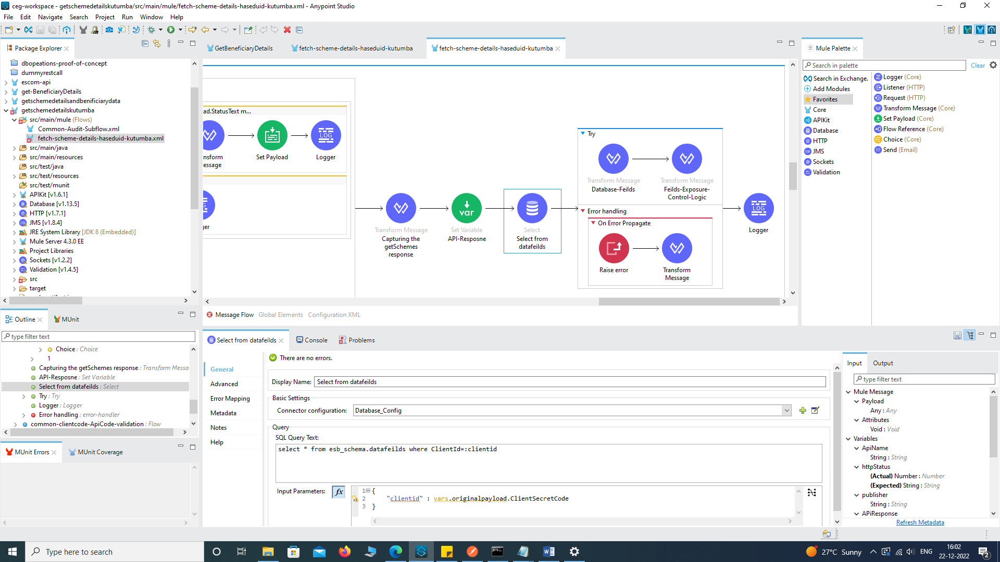 ceg-workspace - getschemedetailskutumba/src/main/mule/fetch-scheme-details-haseduid-kutumba.xml - Anypoint Studio
File Edit Navigate Search Project Run Window Help
Package Explorer
dbopeations-proof-of-concept
dummyrestcall
escom-api
get-BeneficiaryDetails
getschemedetailsandbenificiarydata
getschemedetailskutumba
src/main/mule (Flows)
Common-Audit-Subflow.xml
fetch-scheme-details-haseduid-kutumba.xml
src/main/java
src/main/resources
src/test/java
src/test/resources
src/test/munit
APIKit [v1.6.1]
Database [v1.13.5]
HTTP [v1.7.1]
JMS [v1.8.4]
JRE System Library [JDK 8 (Embedded)]
Mule Server 4.3.0 EE
Project Libraries
Sockets [v1.2.2]
Validation [v1.4.5]
src
target
GetBeneficiaryDetails
fetch-scheme-details-haseduid-kutumba
fetch-scheme-details-haseduid-kutumba
ad.StatusText m...
nsform
essage
Set Payload
LOG
Logger
ger
Transform Message
Capturing the
getSchemes
response
var
Set Variable
API-Resposne
Select
Select from
datafeilds
Try
Transform Message
Database-Feilds
Transform Message
Feilds-Exposure-
Control-Logic
Error handling
On Error Propagate
Raise error
Transform
Message
LOG
Logger
Message Flow Global Elements Configuration XML
Mule Palette
Search in palette
Clear
Search in Exchange.
Add Modules
Favorites
Core
APIKit
Database
HTTP
JMS
Sockets
Validation
Logger (Core)
Listener (HTTP)
Request (HTTP)
Transform Message (Core)
Set Payload (Core)
Flow Reference (Core)
Choice (Core)
Send (Email)
Outline
MUnit
type filter text
Choice : Choice
1
Capturing the getSchemes response : Transform Messa
API-Resposne : Set Variable
Select from datafeilds : Select
Try : Try
Logger : Logger
Error handling : error-handler
common-clientcode-ApiCode-validation : Flow
MUnit Errors
MUnit Coverage
Select from datafeilds
Console
Problems
General
Advanced
Error Mapping
Metadata
Notes
Help
There are no errors.
Display Name: Select from datafeilds
Basic Settings
Connector configuration: Database_Config
Query
SQL Query Text:
select * from esb_schema.datafeilds where ClientId=:clientid
Input Parameters: fx
1 {
2 "clientid" : vars.originalpayload.ClientSecretCode
3 }
Input Output
type filter text
Mule Message
Payload
Any : Any
Attributes
Void : Void
Variables
ApiName
String : String
httpStatus
(Actual) Number : Number
(Expected) String : String
publisher
String : String
APiResponse
Refresh Metadata
Type here to search
27°C Sunny
ENG
16:02
22-12-2022
2